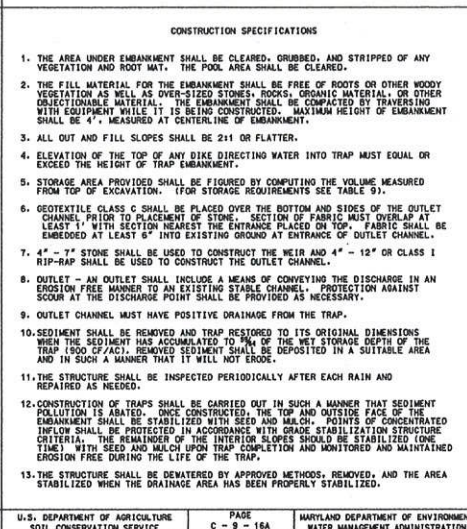 CONSTRUCTION SPECIFICATIONS
1. THE AREA UNDER EMBANKMENT SHALL BE CLEARED, GRUBBED, AND STRIPPED OF ANY
VEGETATION AND ROOT MAT. THE POOL AREA SHALL BE CLEARED.
2. THE FILL MATERIAL FOR THE EMBANKMENT SHALL BE FREE OF ROOTS OR OTHER WOODY
VEGETATION AS WELL AS OVER-SIZED STONES, ROCKS, ORGANIC MATERIAL, OR OTHER
OBJECTIONABLE MATERIAL. THE EMBANKMENT SHALL BE COMPACTED BY TRAVERSING
WITH EQUIPMENT WHILE IT IS BEING CONSTRUCTED. MAXIMUM HEIGHT OF EMBANKMENT
SHALL BE 4', MEASURED AT CENTERLINE OF EMBANKMENT.
3. ALL OUT AND FILL SLOPES SHALL BE 2:1 OR FLATTER.
4. ELEVATION OF THE TOP OF ANY DIKE DIRECTING WATER INTO TRAP MUST EQUAL OR
EXCEED THE HEIGHT OF TRAP EMBANKMENT.
5. STORAGE AREA PROVIDED SHALL BE FIGURED BY COMPUTING THE VOLUME MEASURED
FROM TOP OF EXCAVATION. (FOR STORAGE REQUIREMENTS SEE TABLE 9).
6. GEOTEXTILE CLASS C SHALL BE PLACED OVER THE BOTTOM AND SIDES OF THE OUTLET
CHANNEL PRIOR TO PLACEMENT OF STONE. SECTION OF FABRIC MUST OVERLAP AT
LEAST 1' WITH SECTION NEAREST THE ENTRANCE PLACED ON TOP. FABRIC SHALL BE
EMBEDDED AT LEAST 6" INTO EXISTING GROUND AT ENTRANCE OF OUTLET CHANNEL.
7. 4" - 7" STONE SHALL BE USED TO CONSTRUCT THE WEIR AND 4" - 12" OR CLASS I
RIP-RAP SHALL BE USED TO CONSTRUCT THE OUTLET CHANNEL.
8. OUTLET - AN OUTLET SHALL INCLUDE A MEANS OF CONVEYING THE DISCHARGE IN AN
EROSION FREE MANNER TO AN EXISTING STABLE CHANNEL. PROTECTION AGAINST
SCOUR AT THE DISCHARGE POINT SHALL BE PROVIDED AS NECESSARY.
9. OUTLET CHANNEL MUST HAVE POSITIVE DRAINAGE FROM THE TRAP.
10. SEDIMENT SHALL BE REMOVED AND TRAP RESTORED TO ITS ORIGINAL DIMENSIONS
WHEN THE SEDIMENT HAS ACCUMULATED TO OF THE WET STORAGE DEPTH OF THE
TRAP (900 CF/AC). REMOVED SEDIMENT SHALL BE DEPOSITED IN A SUITABLE AREA
AND IN SUCH A MANNER THAT IT WILL NOT ERODE.
11. THE STRUCTURE SHALL BE INSPECTED PERIODICALLY AFTER EACH RAIN AND
REPAIRED AS NEEDED.
12. CONSTRUCTION OF TRAPS SHALL BE CARRIED OUT IN SUCH A MANNER THAT SEDIMENT
POLLUTION IS ABATED. ONCE CONSTRUCTED, THE TOP AND OUTSIDE FACE OF THE
EMBANKMENT SHALL BE STABILIZED WITH SEED AND MULCH. POINTS OF CONCENTRATED
INFLOW SHALL BE PROTECTED IN ACCORDANCE WITH GRADE STABILIZATION STRUCTURE
CRITERIA. THE REMAINDER OF THE INTERIOR SLOPES SHOULD BE STABILIZED (ONE
TIME) WITH SEED AND MULCH UPON TRAP COMPLETION AND MONITORED AND MAINTAINED
EROSION FREE DURING THE LIFE OF THE TRAP.
13. THE STRUCTURE SHALL BE DEWATERED BY APPROVED METHODS, REMOVED, AND THE AREA
STABILIZED WHEN THE DRAINAGE AREA HAS BEEN PROPERLY STABILIZED.
U.S. DEPARTMENT OF AGRICULTURE
SOIL CONSERVATION SERVICE
PAGE
C - 9 - 16A
MARYLAND DEPARTMENT OF ENVIRONMEN
WATER MANAGEMENT ADMINISTRATION